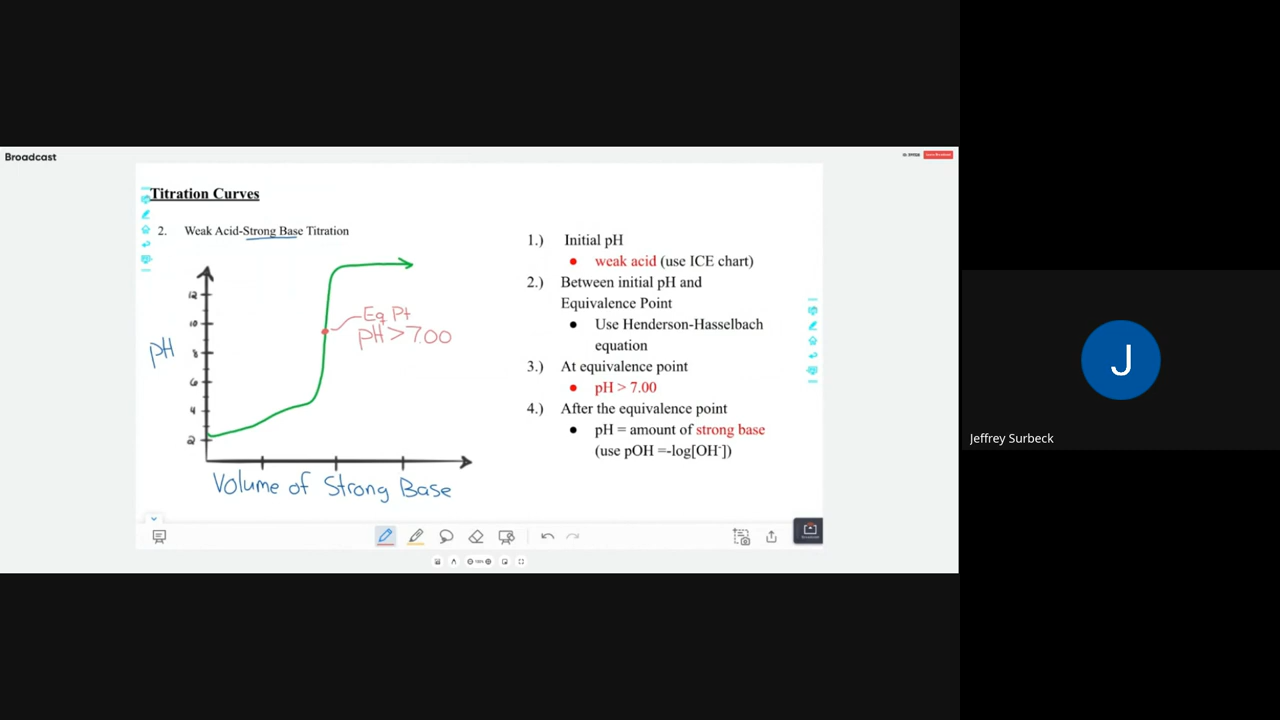 Broadcast
Titration Curves
2. Weak Acid-Strong Base Titration
12
10
8
6
4
2
pH
Eq Pt
pH > 7.00
Volume of Strong Base
1.) Initial pH
• weak acid (use ICE chart)
2.) Between initial pH and
Equivalence Point
• Use Henderson-Hasselbach
equation
3.) At equivalence point
• pH > 7.00
4.) After the equivalence point
• pH = amount of strong base
(use pOH =-log[OH⁻])
J
Jeffrey Surbeck